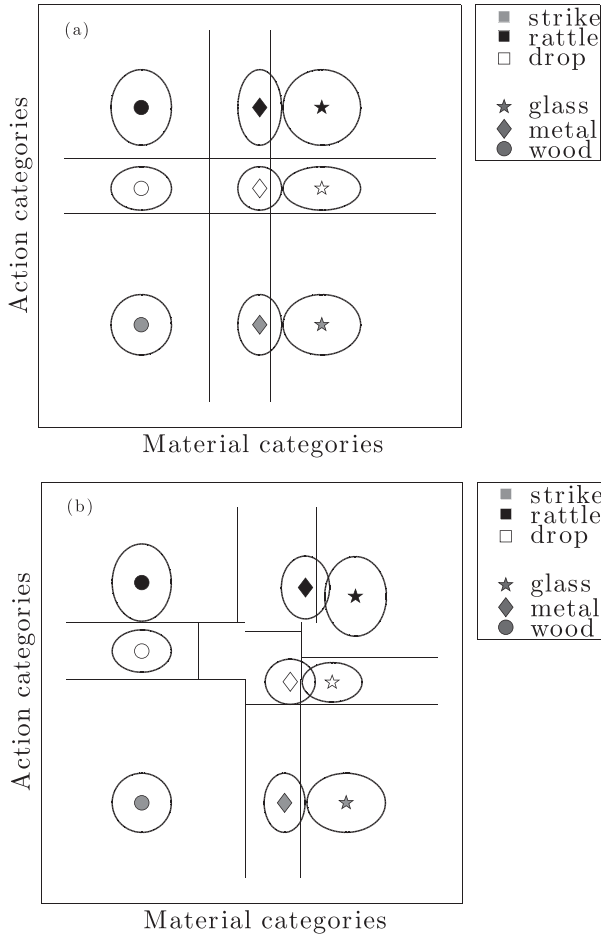 (a)
strike
rattle
drop
glass
metal
wood
Action categories
Material categories
(b)
strike
rattle
drop
glass
metal
wood
Action categories
Material categories